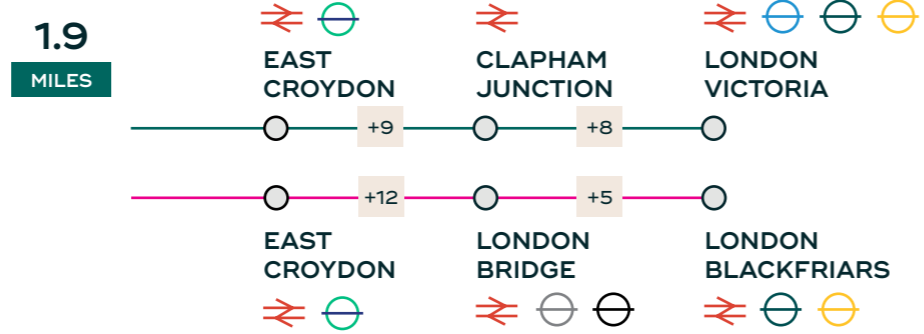 1.9
MILES
EAST
CROYDON
CLAPHAM
JUNCTION
LONDON
VICTORIA
+9
+8
+12
+5
EAST
CROYDON
LONDON
BRIDGE
LONDON
BLACKFRIARS